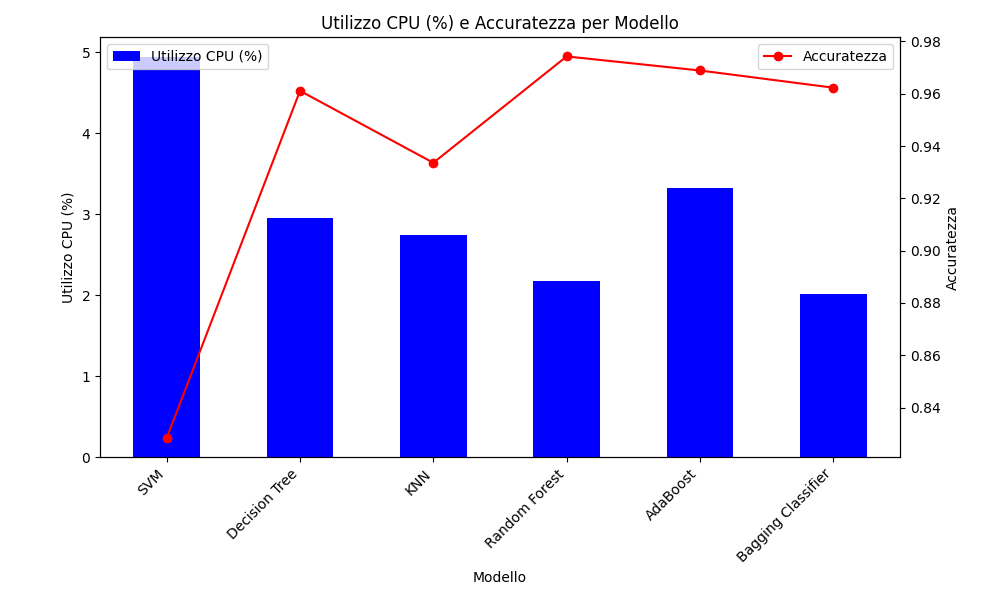 Utilizzo CPU (%) e Accuratezza per Modello
Utilizzo CPU (%)
Accuratezza
5
4
3
2
1
0
Utilizzo CPU (%)
0.98
0.96
0.94
0.92
0.90
0.88
0.86
0.84
Accuratezza
SVM
Decision Tree
KNN
Random Forest
AdaBoost
Bagging Classifier
Modello